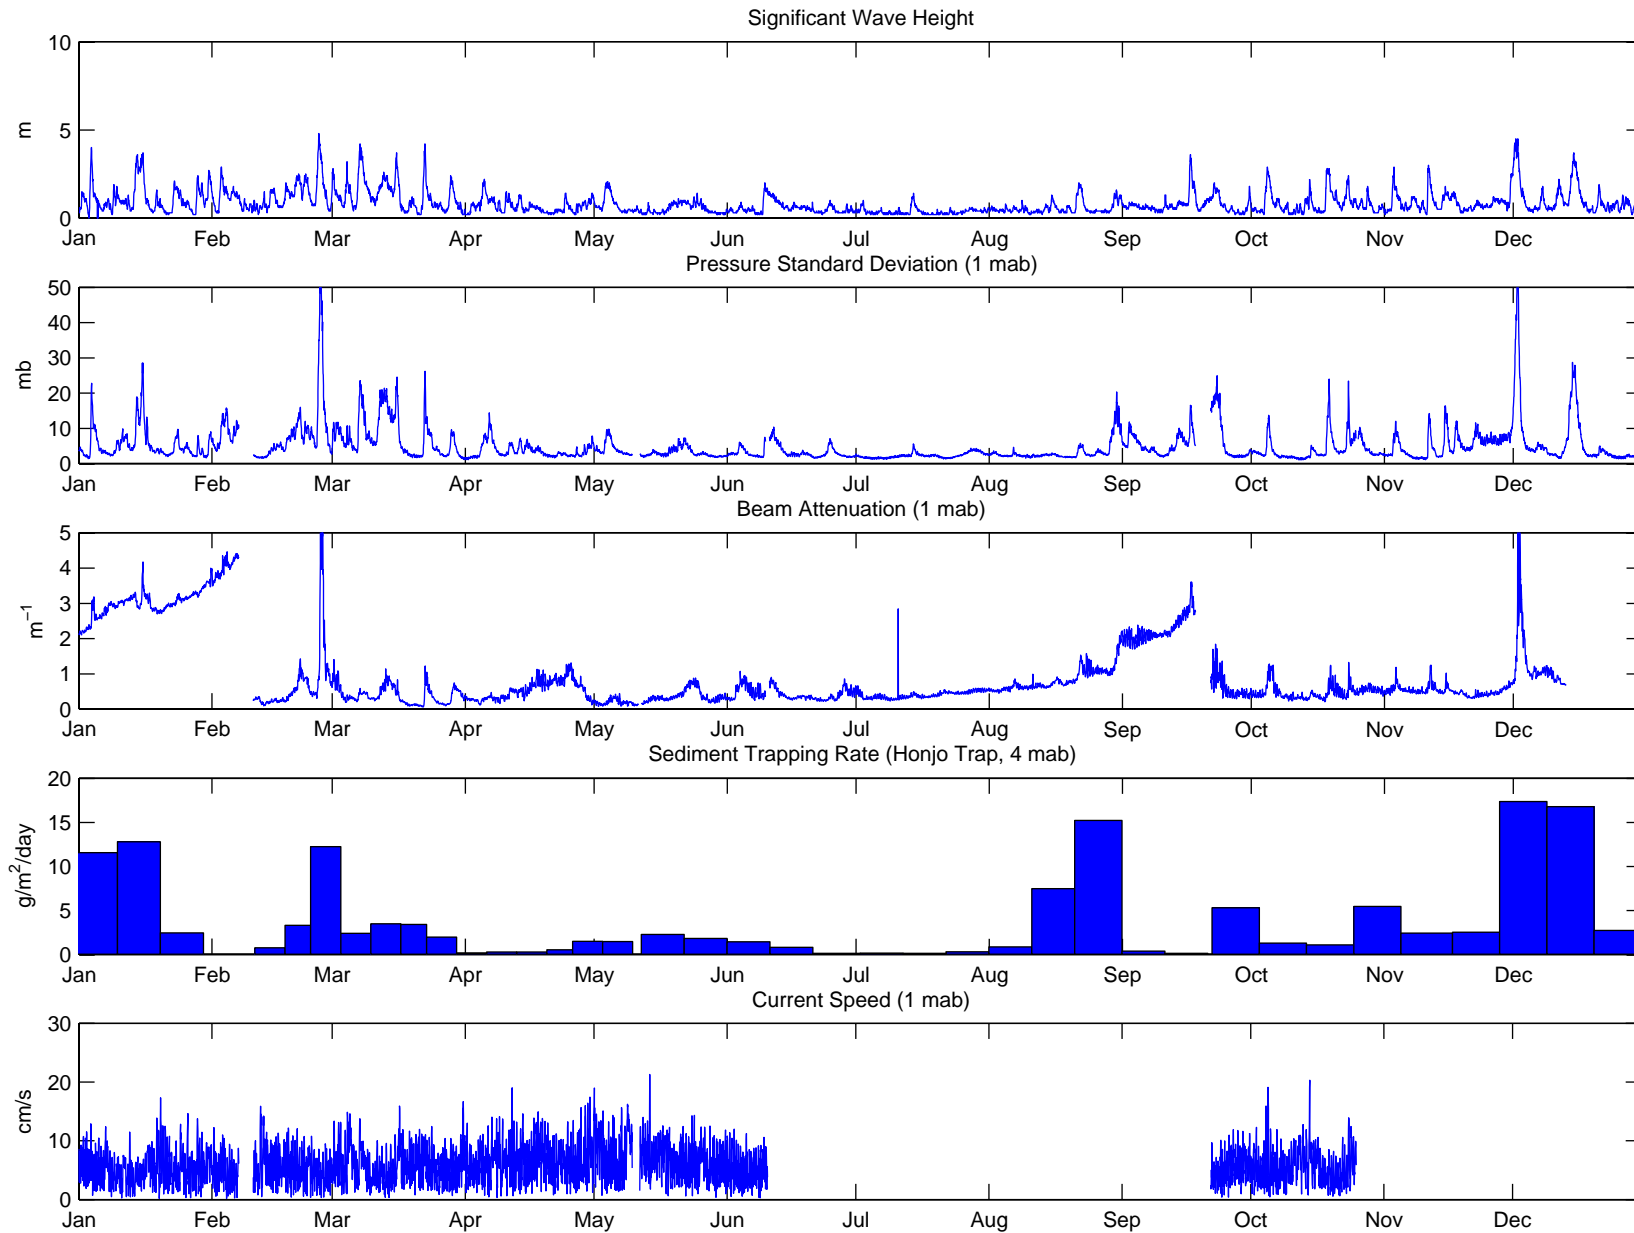 Significant Wave Height
10
5
0
m
Jan Feb Mar Apr May Jun Jul Aug Sep Oct Nov Dec
Pressure Standard Deviation (1 mab)
50
40
30
20
10
0
mb
Jan Feb Mar Apr May Jun Jul Aug Sep Oct Nov Dec
Beam Attenuation (1 mab)
5
4
3
2
1
0
m⁻¹
Jan Feb Mar Apr May Jun Jul Aug Sep Oct Nov Dec
Sediment Trapping Rate (Honjo Trap, 4 mab)
20
15
10
5
0
g/m²/day
Jan Feb Mar Apr May Jun Jul Aug Sep Oct Nov Dec
Current Speed (1 mab)
30
20
10
0
cm/s
Jan Feb Mar Apr May Jun Jul Aug Sep Oct Nov Dec